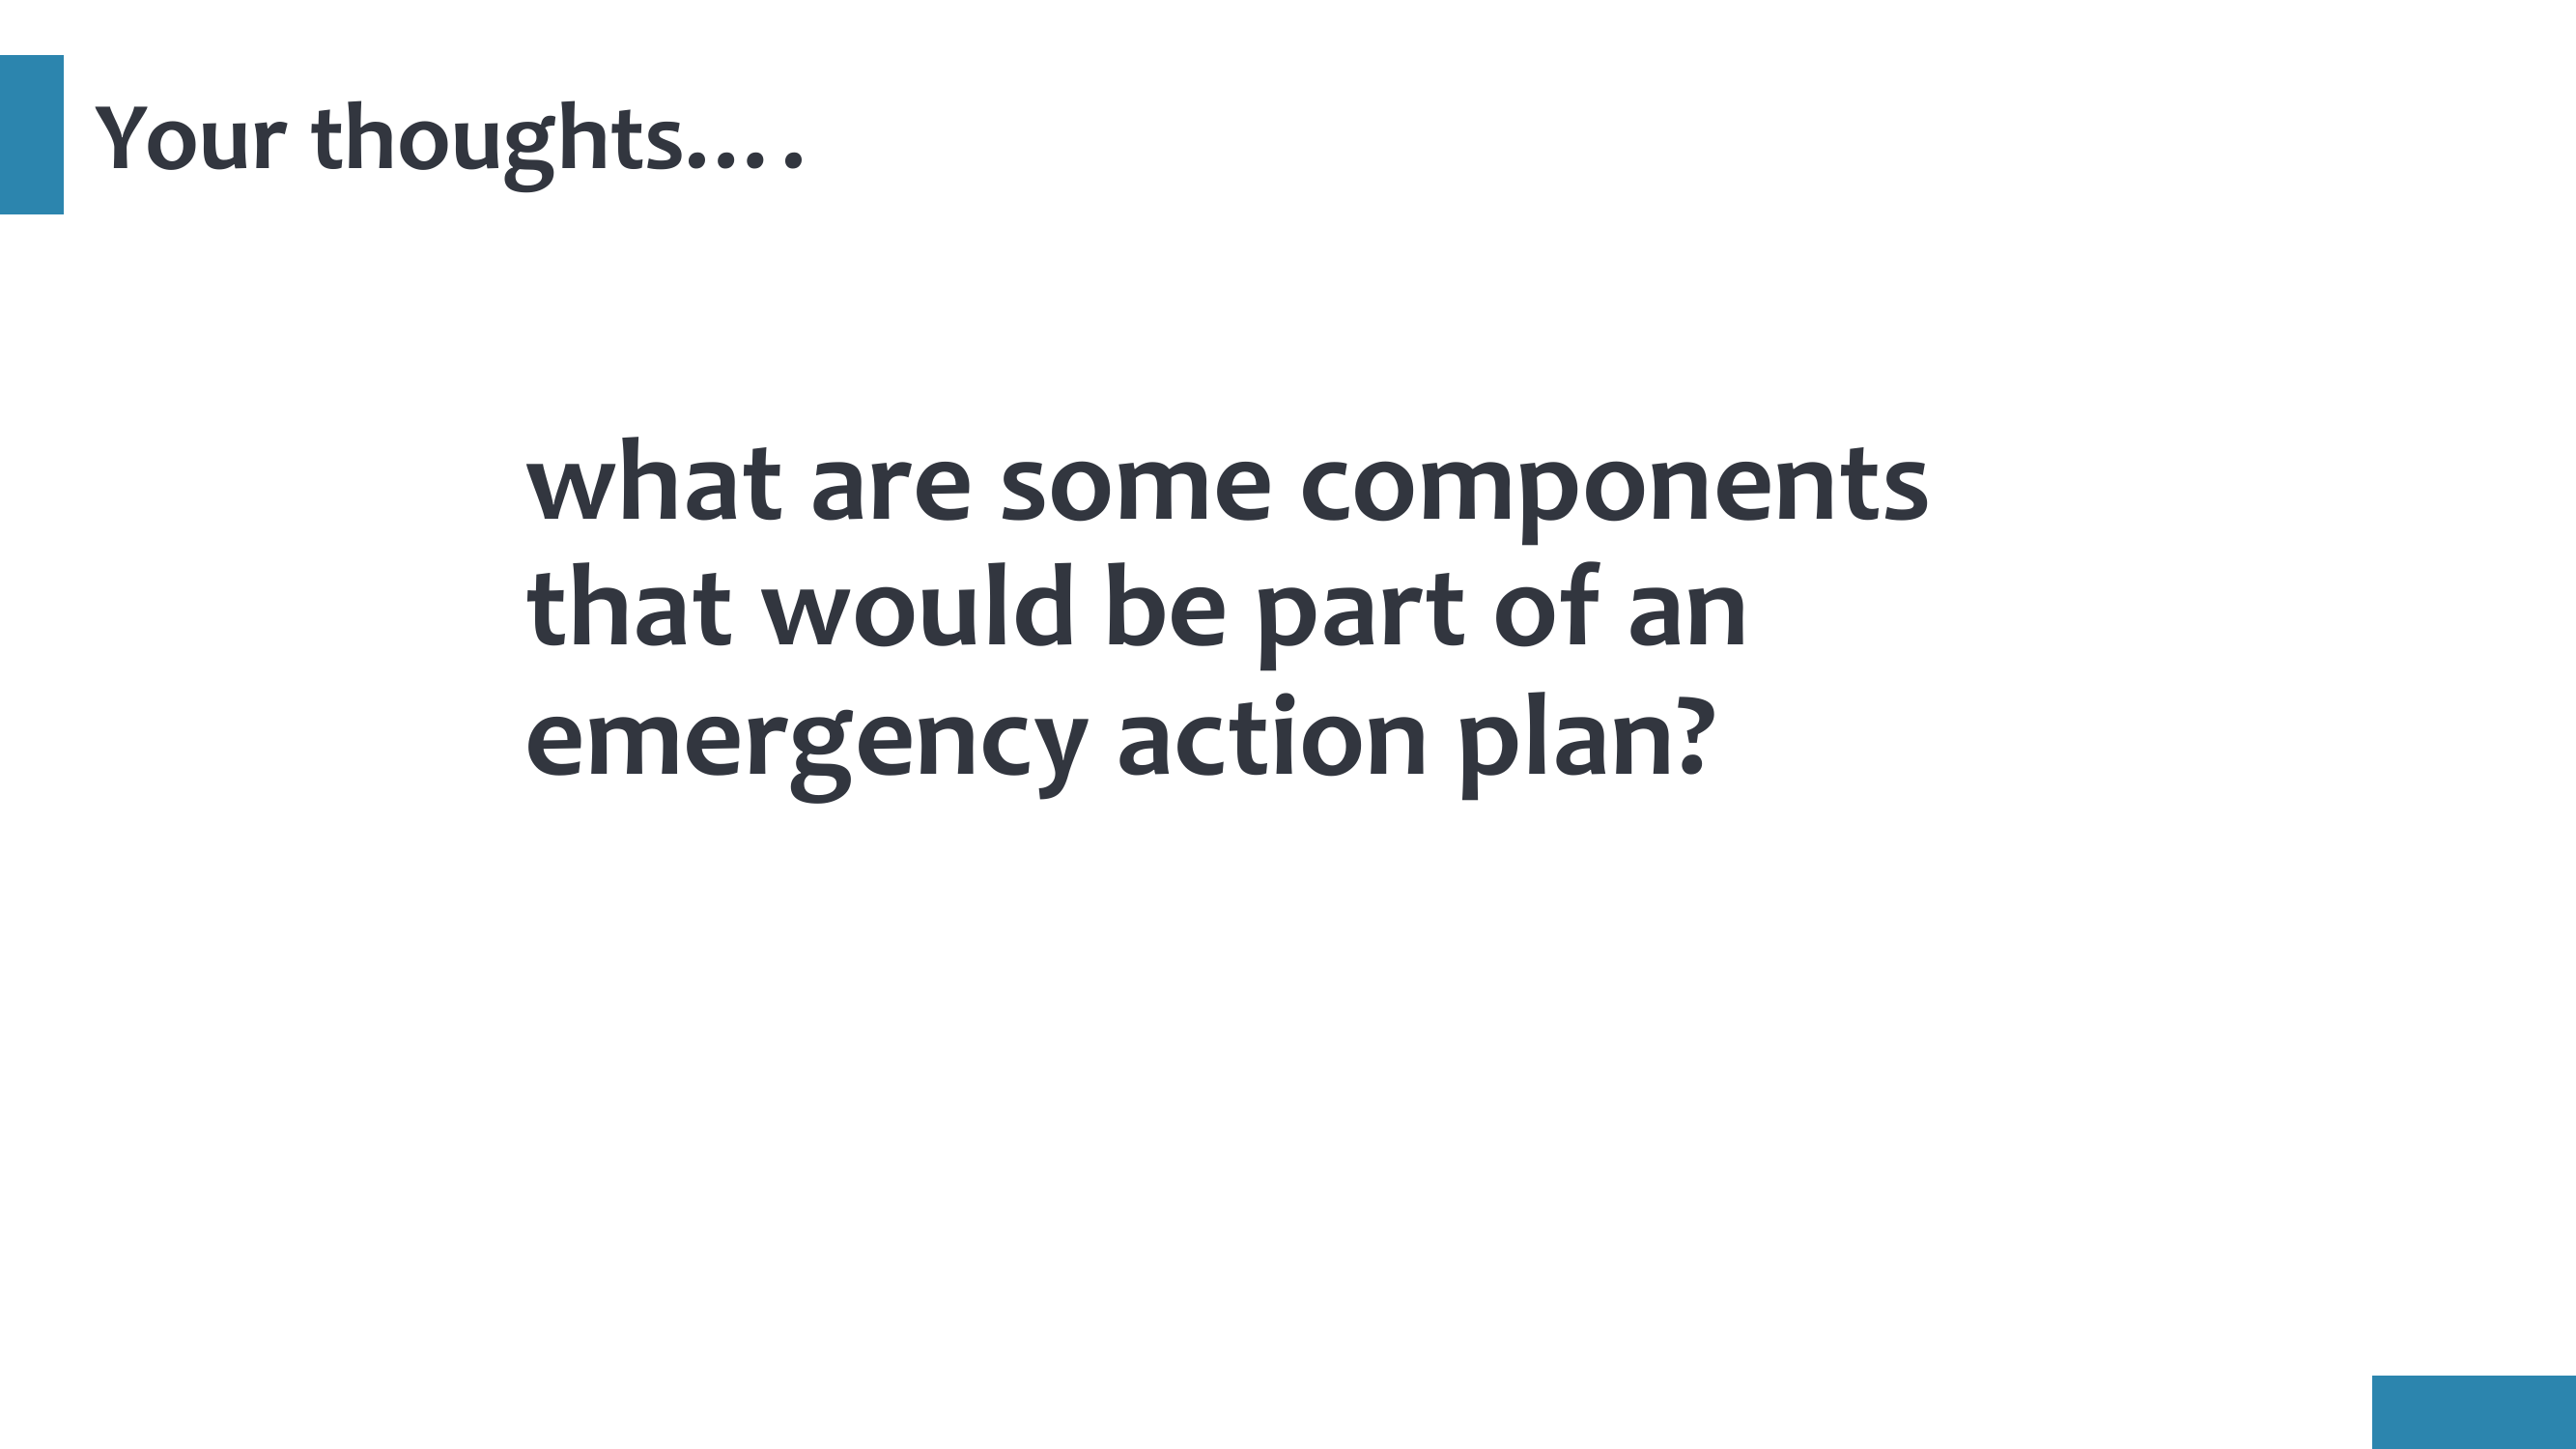 Your thoughts….
what are some components
that would be part of an
emergency action plan?